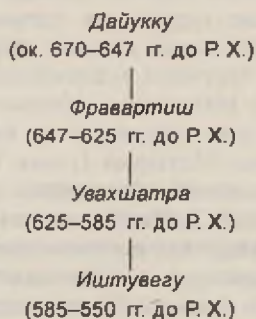 Дайукку
(ок. 670–647 гг. до Р. Х.)
Фравартиш
(647–625 гг. до Р. Х.)
Увахшатра
(625–585 гг. до Р. Х.)
Иштувегу
(585–550 гг. до Р. Х.)